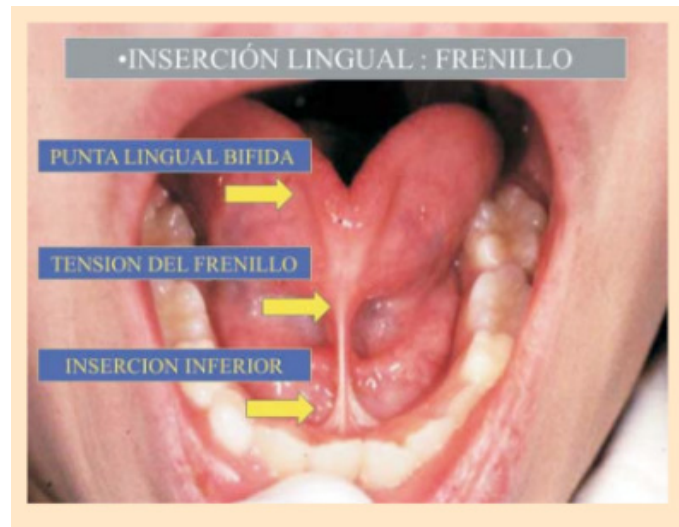 •INSERCIÓN LINGUAL : FRENILLO
PUNTA LINGUAL BIFIDA
TENSION DEL FRENILLO
INSERCION INFERIOR